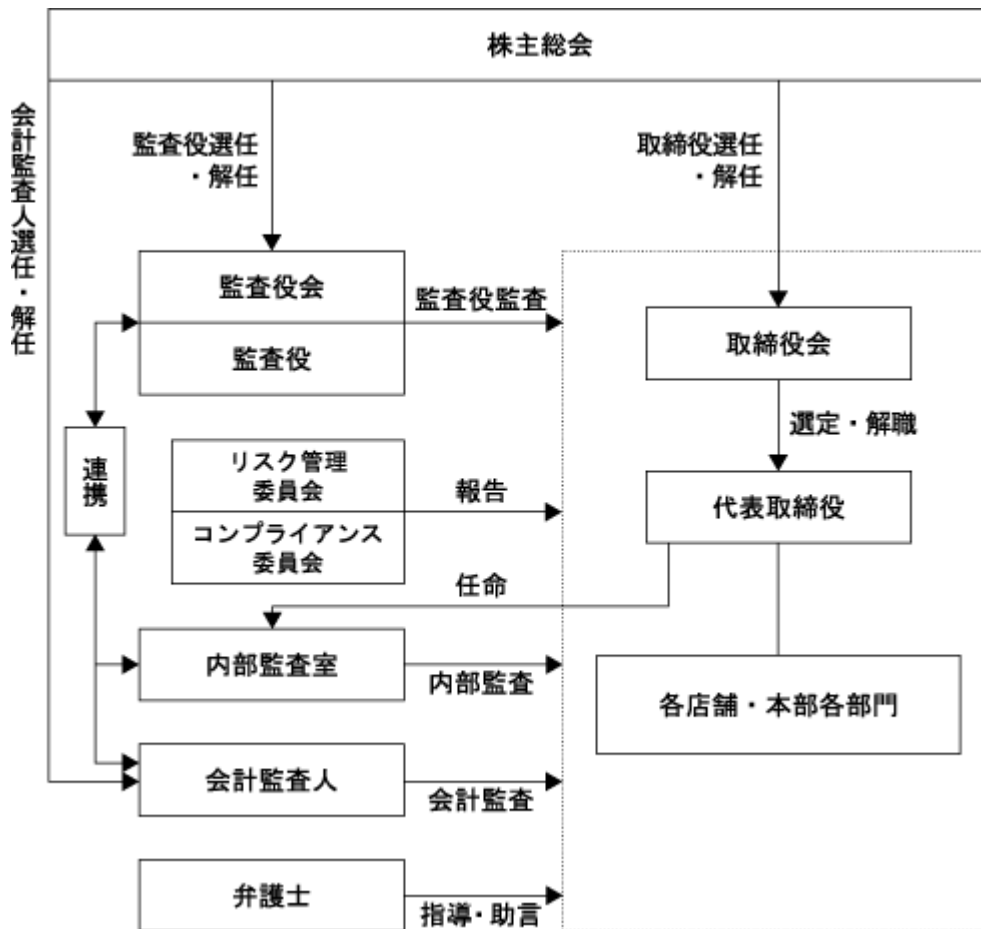 株主総会
会計監査人選任・解任
監査役選任
・解任
取締役選任
・解任
監査役会
監査役監査
監査役
取締役会
選定・解職
連携
リスク管理
委員会
報告
コンプライアンス
委員会
代表取締役
任命
内部監査室
内部監査
各店舗・本部各部門
会計監査人
会計監査
弁護士
指導・助言